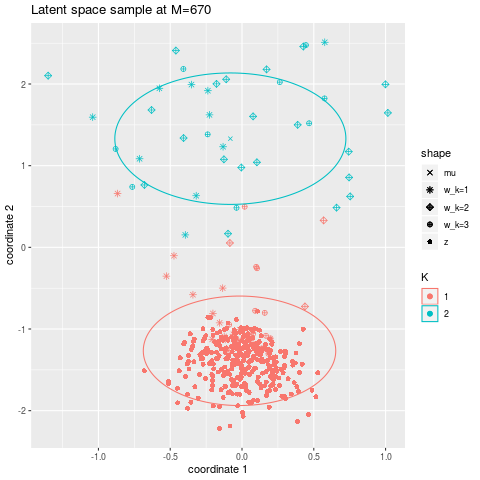 Latent space sample at M=670
coordinate 2
2
1
0
-1
-2
-1.0
-0.5
0.0
0.5
1.0
coordinate 1
shape
mu
w_k=1
w_k=2
w_k=3
z
K
1
2